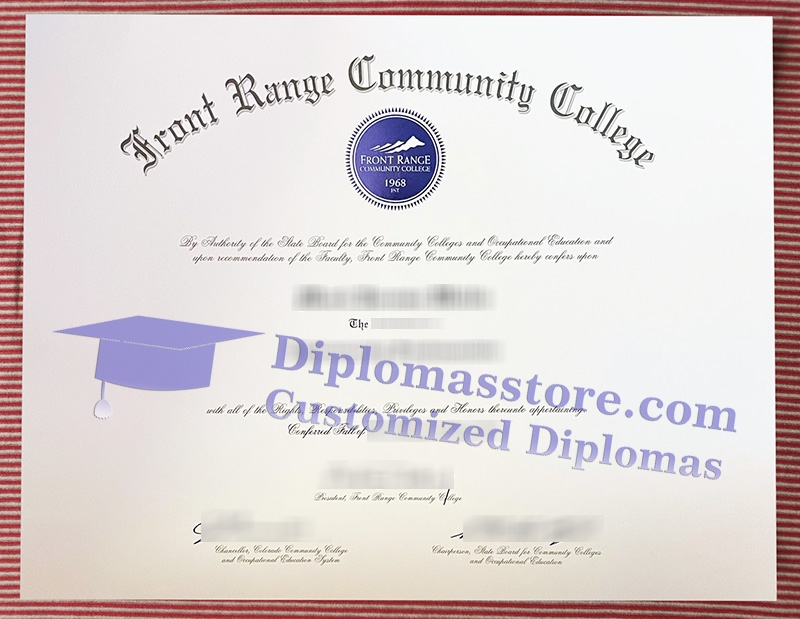 Front Range Community College
FRONT RANGE
COMMUNITY COLLEGE
1968
EST
By Authority of the State Board for the Community Colleges and Occupational Education and
upon recommendation of the Faculty, Front Range Community College hereby confers upon
The
Diplomasstore.com
with all of the Rights, Responsibilities, Privileges and Honors thereunto appertaining.
Customized Diplomas
Conferred Fall of
President, Front Range Community College
Chancellor, Colorado Community College
and Occupational Education System
Chairperson, State Board for Community Colleges
and Occupational Education